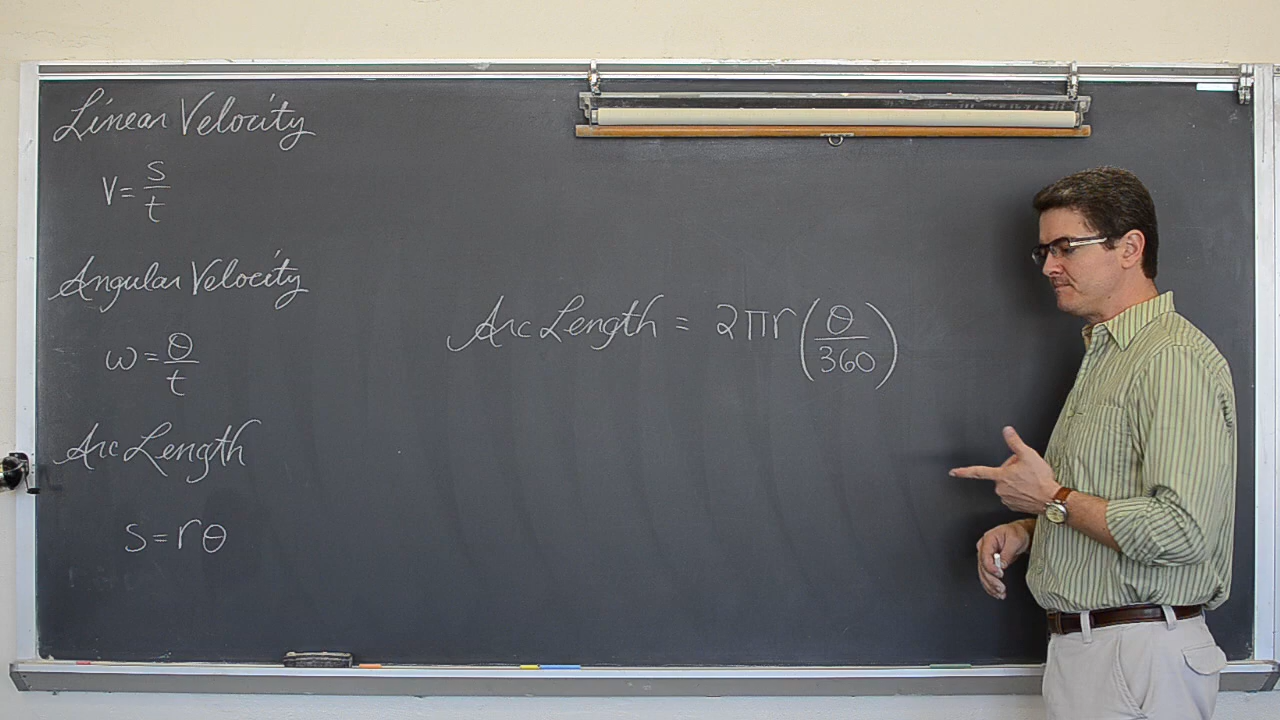 Linear Velocity
V = s/t
Angular Velocity
ω = θ/t
Arc Length
s = rθ
Arc Length = 2πr(θ/360)